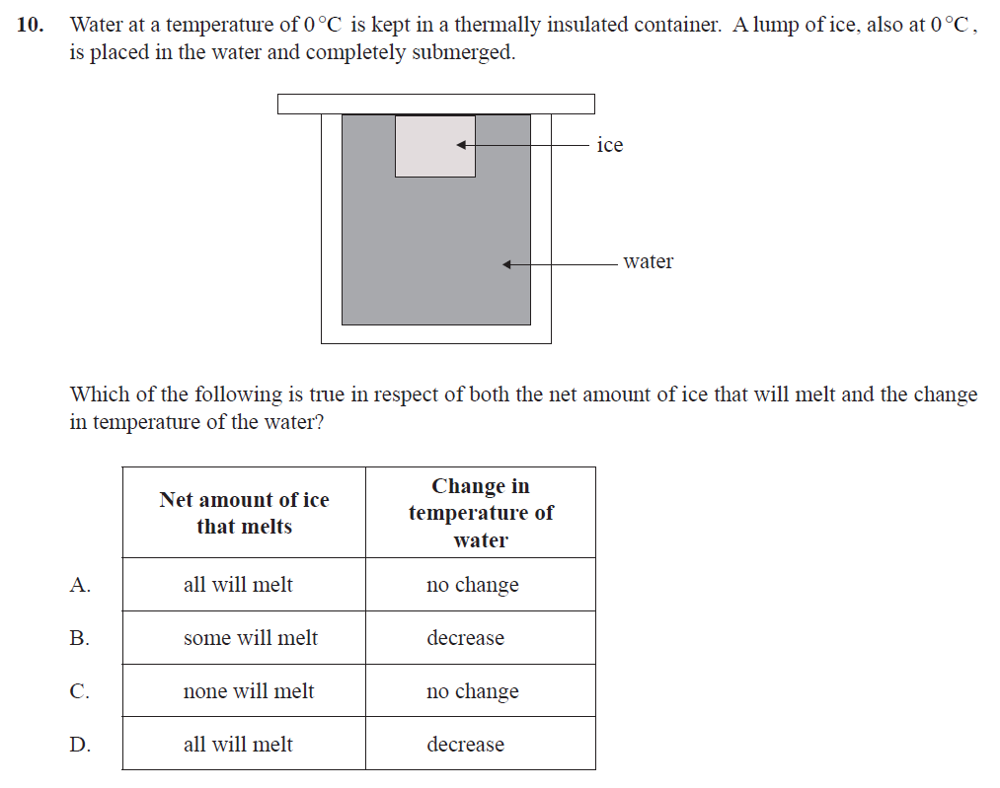 10. Water at a temperature of 0 °C is kept in a thermally insulated container. A lump of ice, also at 0 °C,
is placed in the water and completely submerged.
ice
water
Which of the following is true in respect of both the net amount of ice that will melt and the change
in temperature of the water?
Net amount of ice
that melts
Change in
temperature of
water
A. all will melt no change
B. some will melt decrease
C. none will melt no change
D. all will melt decrease